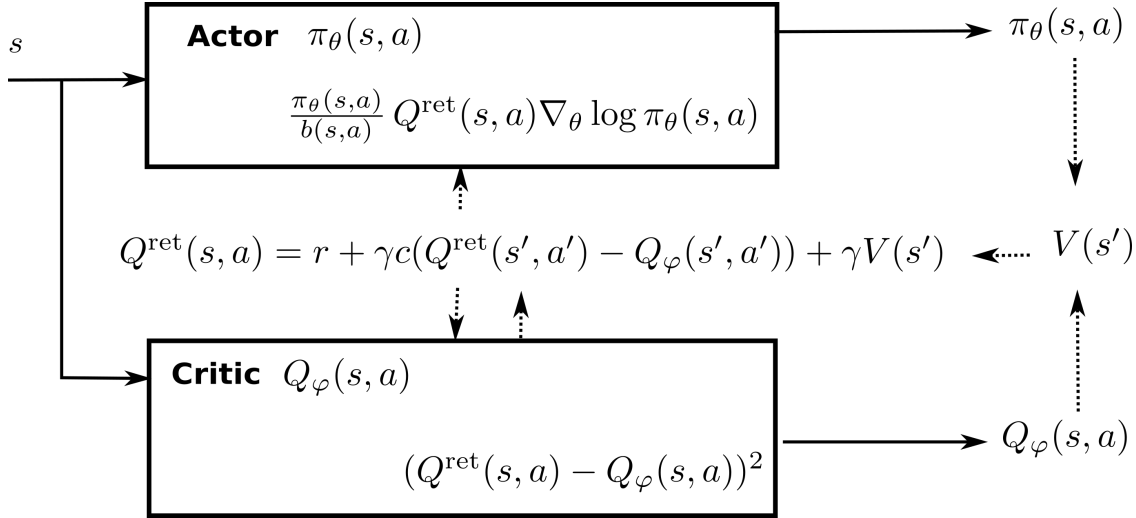 s
Actor π_θ(s, a)
π_θ(s,a)/b(s,a) Q^ret(s, a)∇_θ log π_θ(s, a)
π_θ(s, a)
Q^ret(s, a) = r + γc(Q^ret(s′, a′) − Q_φ(s′, a′)) + γV(s′)
V(s′)
Critic Q_φ(s, a)
(Q^ret(s, a) − Q_φ(s, a))²
Q_φ(s, a)